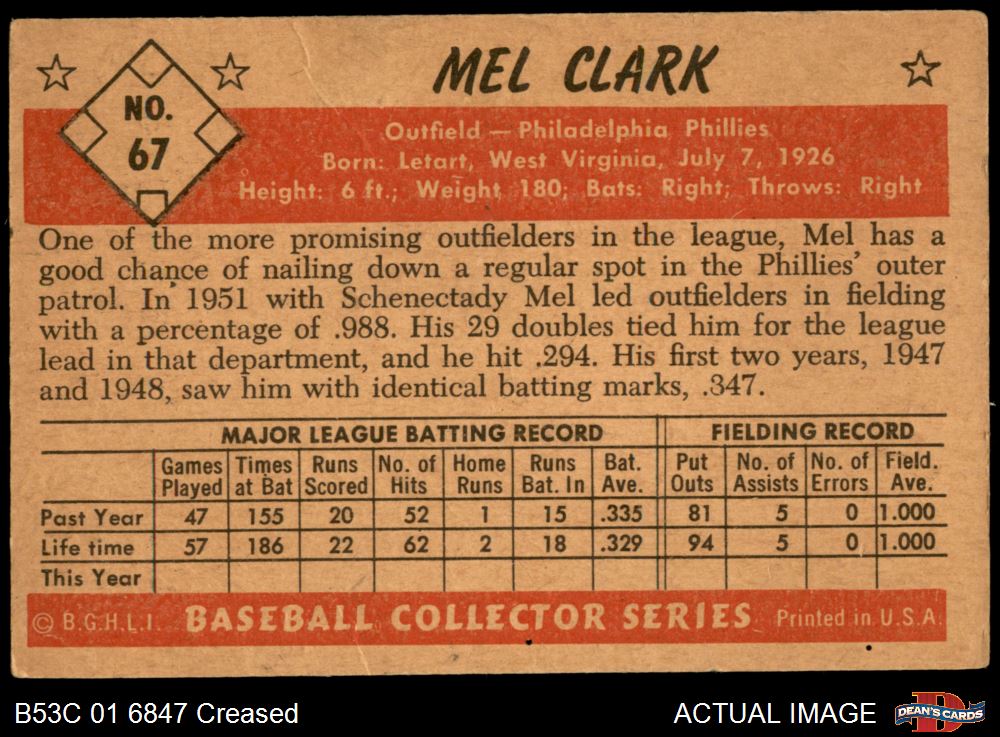 NO.
67
MEL CLARK
Outfield — Philadelphia Phillies
Born: Letart, West Virginia, July 7, 1926
Height: 6 ft.; Weight 180; Bats: Right; Throws: Right
One of the more promising outfielders in the league, Mel has a
good chance of nailing down a regular spot in the Phillies' outer
patrol. In 1951 with Schenectady Mel led outfielders in fielding
with a percentage of .988. His 29 doubles tied him for the league
lead in that department, and he hit .294. His first two years, 1947
and 1948, saw him with identical batting marks, .347.
MAJOR LEAGUE BATTING RECORD FIELDING RECORD
Games Times Runs No. of Home Runs Bat. Put No. of No. of Field.
Played at Bat Scored Hits Runs Bat. In Ave. Outs Assists Errors Ave.
Past Year 47 155 20 52 1 15 .335 81 5 0 1.000
Life time 57 186 22 62 2 18 .329 94 5 0 1.000
This Year
© B.G.H.L.I. BASEBALL COLLECTOR SERIES Printed in U.S.A.
B53C 01 6847 Creased ACTUAL IMAGE DEAN'S CARDS